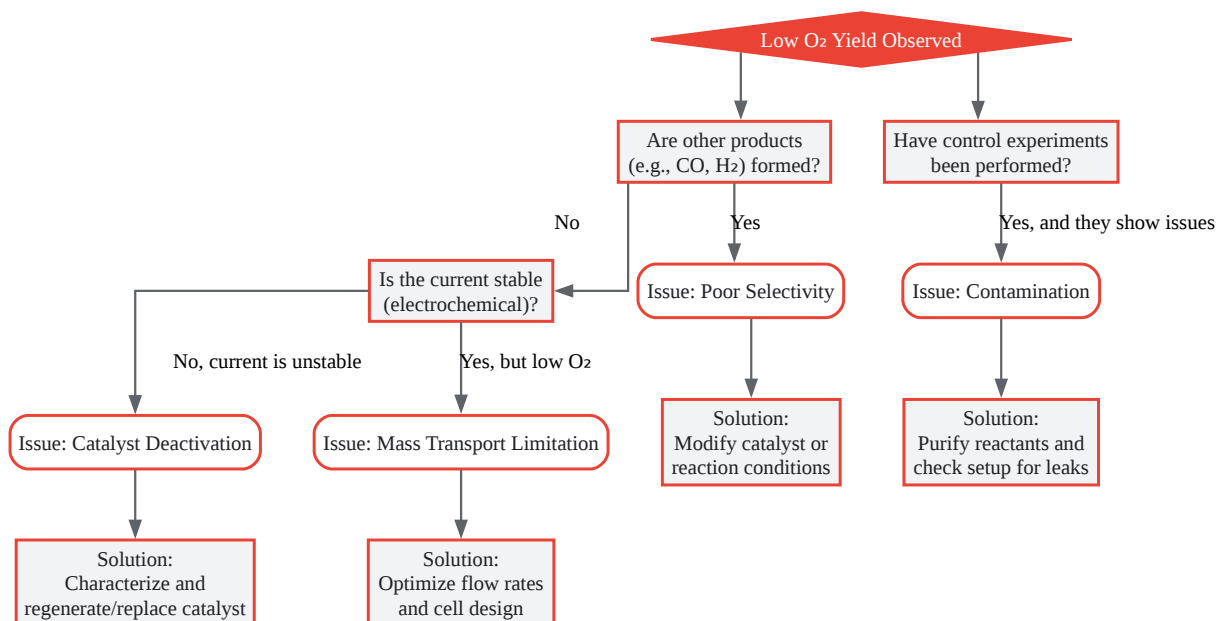 Low O₂ Yield Observed
Are other products
(e.g., CO, H₂) formed?
Have control experiments
been performed?
No
Yes
Yes, and they show issues
Is the current stable
(electrochemical)?
Issue: Poor Selectivity
Issue: Contamination
No, current is unstable
Yes, but low O₂
Issue: Catalyst Deactivation
Issue: Mass Transport Limitation
Solution:
Modify catalyst or
reaction conditions
Solution:
Purify reactants and
check setup for leaks
Solution:
Characterize and
regenerate/replace catalyst
Solution:
Optimize flow rates
and cell design